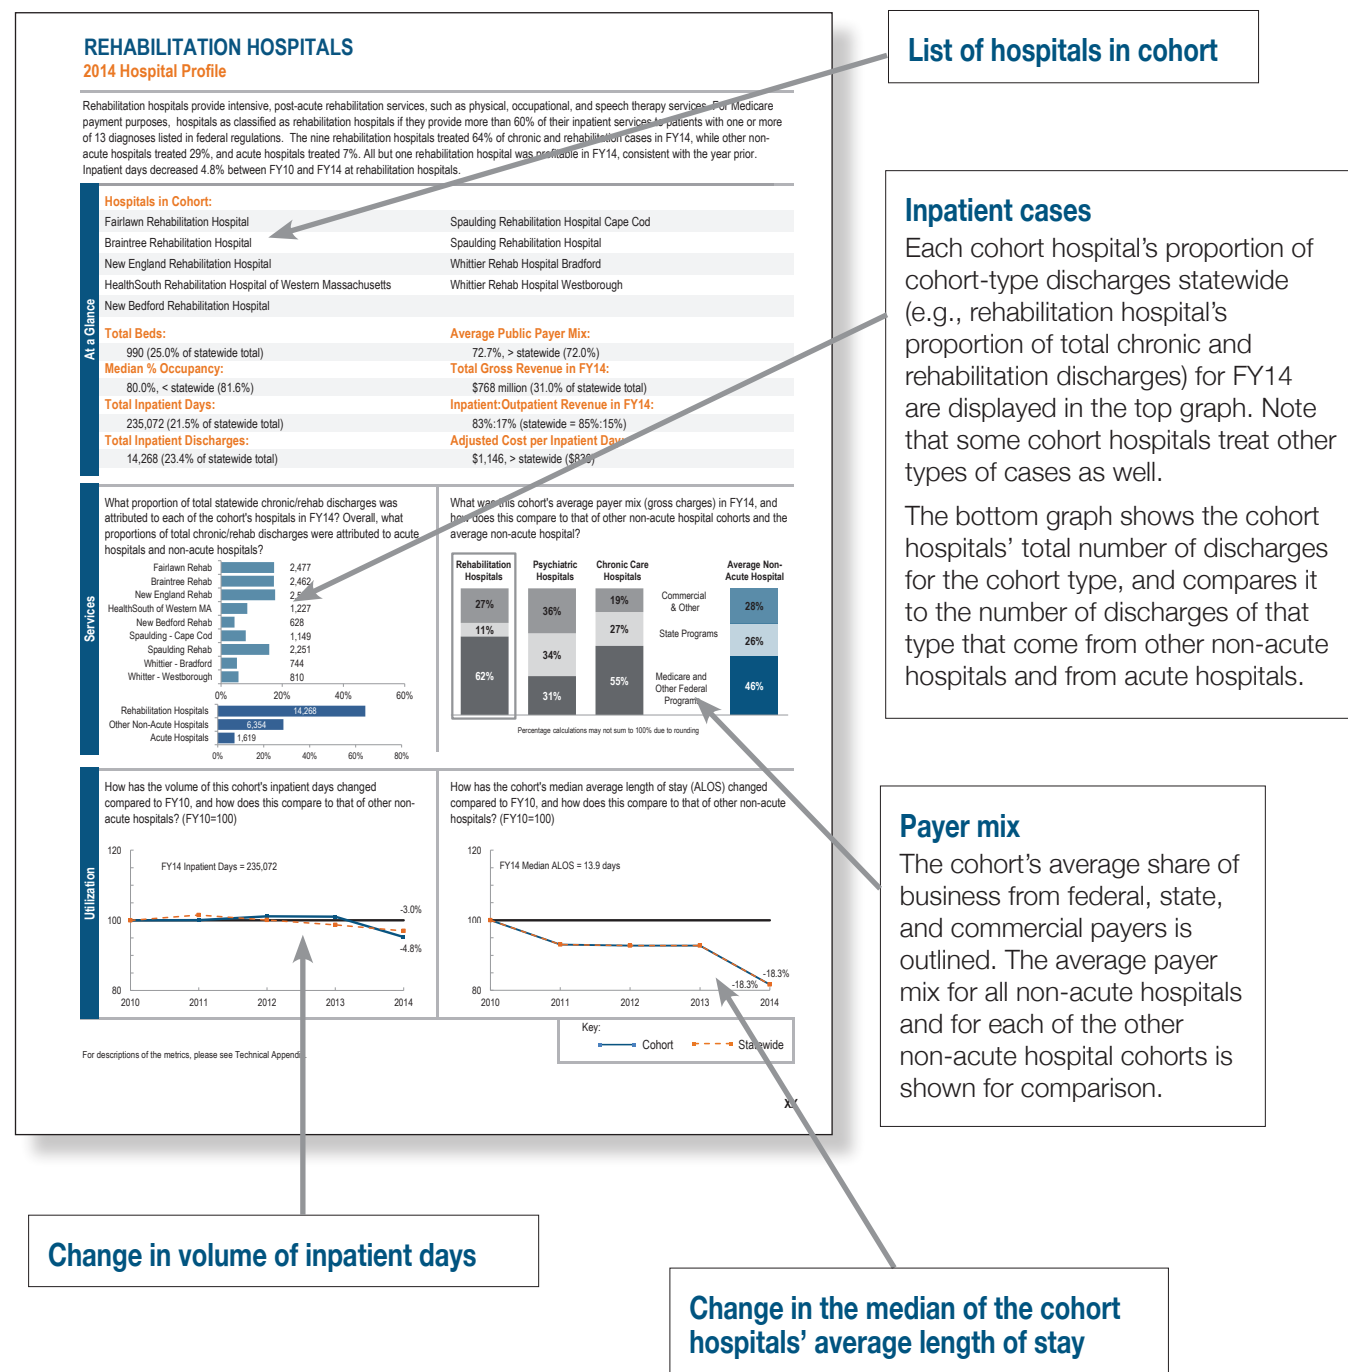 REHABILITATION HOSPITALS
2014 Hospital Profile
Rehabilitation hospitals provide intensive, post-acute rehabilitation services, such as physical, occupational, and speech therapy services. For Medicare
payment purposes, hospitals as classified as rehabilitation hospitals if they provide more than 60% of their inpatient services to patients with one or more
of 13 diagnoses listed in federal regulations. The nine rehabilitation hospitals treated 64% of chronic and rehabilitation cases in FY14, while other non-
acute hospitals treated 29%, and acute hospitals treated 7%. All but one rehabilitation hospital was profitable in FY14, consistent with the year prior.
Inpatient days decreased 4.8% between FY10 and FY14 at rehabilitation hospitals.
At a Glance
Hospitals in Cohort:
Fairlawn Rehabilitation Hospital
Spaulding Rehabilitation Hospital Cape Cod
Braintree Rehabilitation Hospital
Spaulding Rehabilitation Hospital
New England Rehabilitation Hospital
Whittier Rehab Hospital Bradford
HealthSouth Rehabilitation Hospital of Western Massachusetts
Whittier Rehab Hospital Westborough
New Bedford Rehabilitation Hospital
Total Beds:
990 (25.0% of statewide total)
Median % Occupancy:
80.0%, < statewide (81.6%)
Total Inpatient Days:
235,072 (21.5% of statewide total)
Total Inpatient Discharges:
14,268 (23.4% of statewide total)
Average Public Payer Mix:
72.7%, > statewide (72.0%)
Total Gross Revenue in FY14:
$768 million (31.0% of statewide total)
Inpatient:Outpatient Revenue in FY14:
83%:17% (statewide = 85%:15%)
Adjusted Cost per Inpatient Day:
$1,146, > statewide
Services
What proportion of total statewide chronic/rehab discharges was
attributed to each of the cohort's hospitals in FY14? Overall, what
proportions of total chronic/rehab discharges were attributed to acute
hospitals and non-acute hospitals?
Fairlawn Rehab 2,477
Braintree Rehab 2,462
New England Rehab
HealthSouth of Western MA 1,227
New Bedford Rehab 628
Spaulding - Cape Cod 1,149
Spaulding Rehab 2,251
Whittier - Bradford 744
Whitter - Westborough 810
0% 20% 40% 60%
Rehabilitation Hospitals 14,268
Other Non-Acute Hospitals 6,354
Acute Hospitals 1,619
0% 20% 40% 60% 80%
What was this cohort's average payer mix (gross charges) in FY14, and
how does this compare to that of other non-acute hospital cohorts and the
average non-acute hospital?
Rehabilitation
Hospitals
27%
11%
62%
Psychiatric
Hospitals
36%
34%
31%
Chronic Care
Hospitals
19%
27%
55%
Commercial
& Other
State Programs
Medicare and
Other Federal
Programs
Average Non-
Acute Hospital
28%
26%
46%
Percentage calculations may not sum to 100% due to rounding
Utilization
How has the volume of this cohort's inpatient days changed
compared to FY10, and how does this compare to that of other non-
acute hospitals? (FY10=100)
120
FY14 Inpatient Days = 235,072
100
-3.0%
-4.8%
80
2010 2011 2012 2013 2014
How has the cohort's median average length of stay (ALOS) changed
compared to FY10, and how does this compare to that of other non-acute
hospitals? (FY10=100)
120
FY14 Median ALOS = 13.9 days
100
-18.3%
-18.3%
80
2010 2011 2012 2013 2014
Key:
Cohort Statewide
For descriptions of the metrics, please see Technical Appendix.
List of hospitals in cohort
Inpatient cases
Each cohort hospital's proportion of
cohort-type discharges statewide
(e.g., rehabilitation hospital's
proportion of total chronic and
rehabilitation discharges) for FY14
are displayed in the top graph. Note
that some cohort hospitals treat other
types of cases as well.
The bottom graph shows the cohort
hospitals' total number of discharges
for the cohort type, and compares it
to the number of discharges of that
type that come from other non-acute
hospitals and from acute hospitals.
Payer mix
The cohort's average share of
business from federal, state,
and commercial payers is
outlined. The average payer
mix for all non-acute hospitals
and for each of the other
non-acute hospital cohorts is
shown for comparison.
Change in volume of inpatient days
Change in the median of the cohort
hospitals' average length of stay